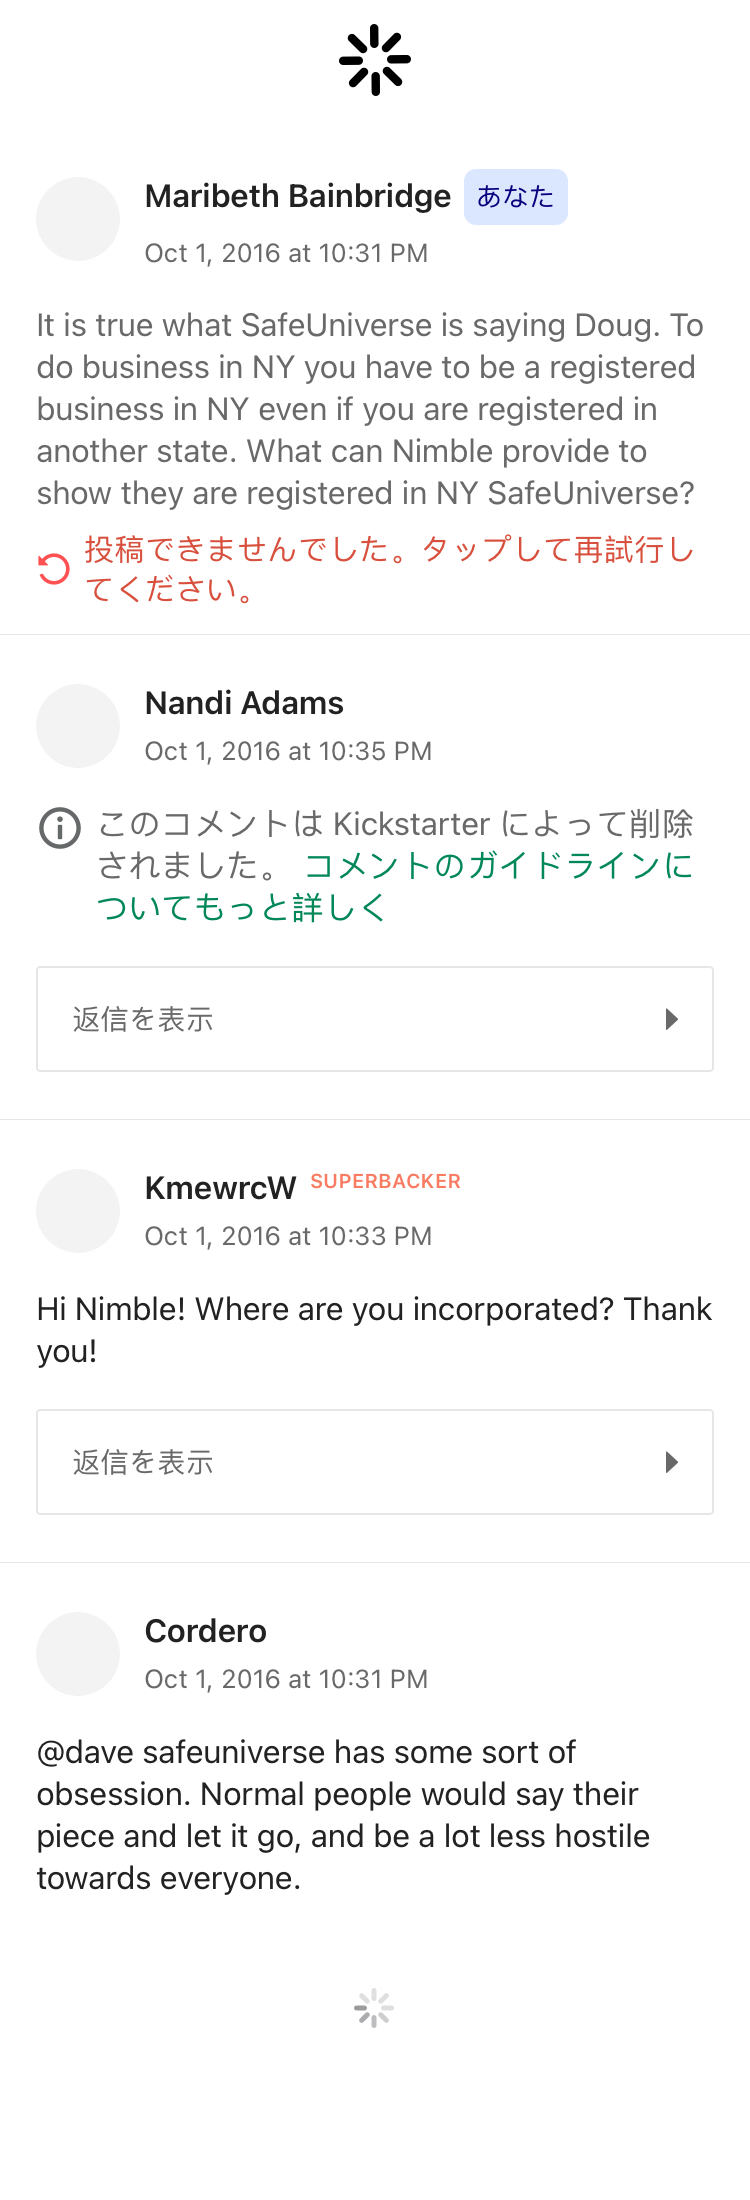 Maribeth Bainbridge あなた
Oct 1, 2016 at 10:31 PM
It is true what SafeUniverse is saying Doug. To
do business in NY you have to be a registered
business in NY even if you are registered in
another state. What can Nimble provide to
show they are registered in NY SafeUniverse?
投稿できませんでした。タップして再試行し
てください。
Nandi Adams
Oct 1, 2016 at 10:35 PM
このコメントは Kickstarter によって削除
されました。 コメントのガイドラインに
ついてもっと詳しく
返信を表示
KmewrcW SUPERBACKER
Oct 1, 2016 at 10:33 PM
Hi Nimble! Where are you incorporated? Thank
you!
返信を表示
Cordero
Oct 1, 2016 at 10:31 PM
@dave safeuniverse has some sort of
obsession. Normal people would say their
piece and let it go, and be a lot less hostile
towards everyone.